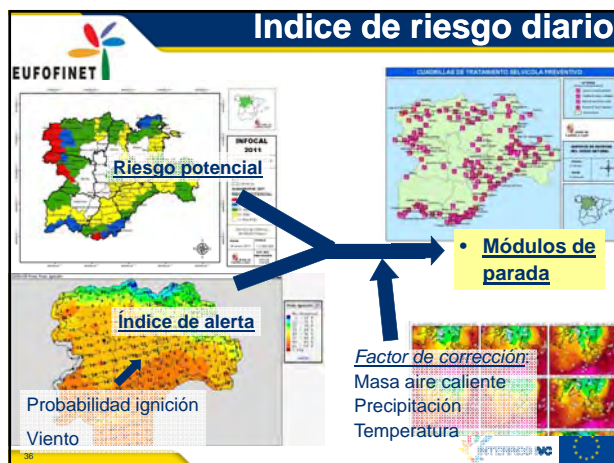 Indice de riesgo diario
EUFOFINET
CUADRILLAS DE TRATAMIENTO SELVICOLA PREVENTIVO
INFOCAL
2011
Riesgo potencial
• Módulos de
parada
Índice de alerta
Factor de corrección:
Masa aire caliente
Precipitación
Temperatura
Probabilidad ignición
Viento
36
INTERREG IVC